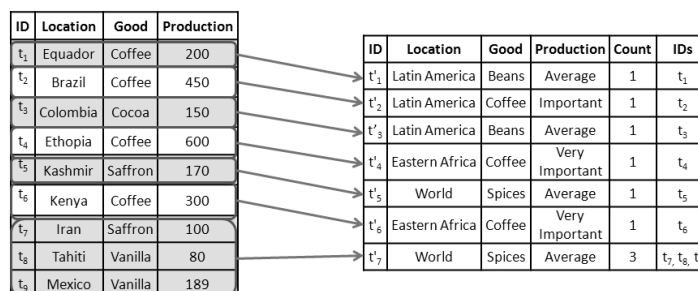 ID Location Good Production
t1 Equador Coffee 200
t2 Brazil Coffee 450
t3 Colombia Cocoa 150
t4 Ethopia Coffee 600
t5 Kashmir Saffron 170
t6 Kenya Coffee 300
t7 Iran Saffron 100
t8 Tahiti Vanilla 80
t9 Mexico Vanilla 189
ID Location Good Production Count IDs
t'1 Latin America Beans Average 1 t1
t'2 Latin America Coffee Important 1 t2
t'3 Latin America Beans Average 1 t3
t'4 Eastern Africa Coffee Very Important 1 t4
t'5 World Spices Average 1 t5
t'6 Eastern Africa Coffee Very Important 1 t6
t'7 World Spices Average 3 t7, t8, t